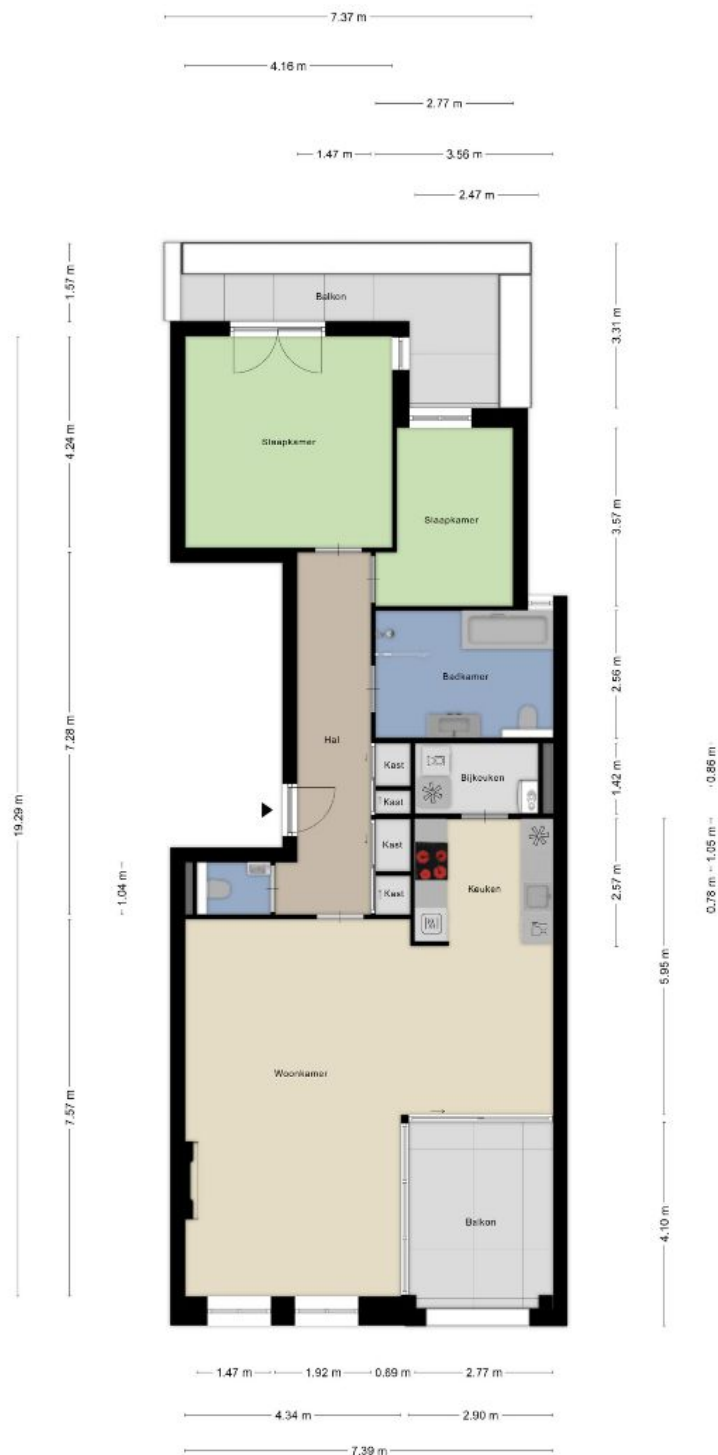 7.37 m
4.16 m
2.77 m
1.47 m
3.56 m
2.47 m
1.57 m
Balkon
3.31 m
4.24 m
Slaapkamer
3.57 m
Slaapkamer
19.29 m
7.28 m
Badkamer
2.56 m
Hal
Kast
Bijkeuken
1.42 m
0.86 m
Kast
Kast
1.04 m
Keuken
Kast
2.57 m
1.05 m
0.78 m
5.95 m
Woonkamer
7.57 m
Balkon
4.10 m
1.47 m
1.92 m
0.69 m
2.77 m
4.34 m
2.90 m
7.39 m